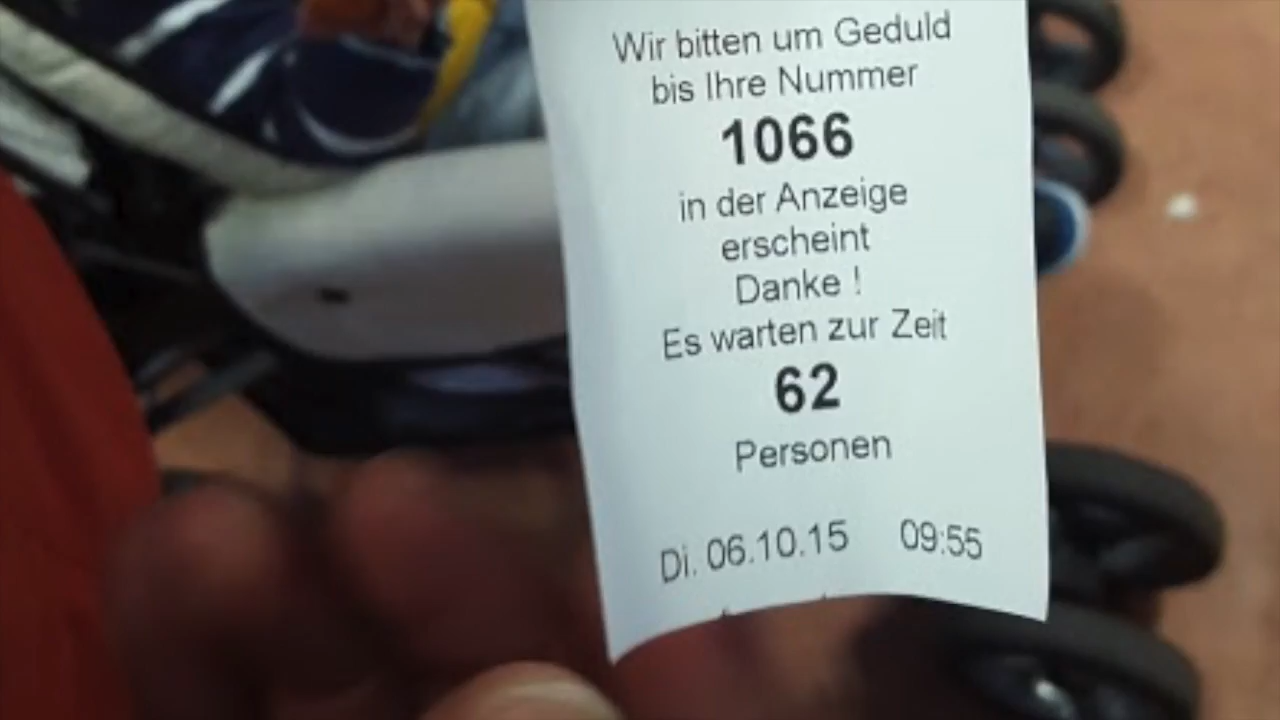 Wir bitten um Geduld
bis Ihre Nummer
1066
in der Anzeige
erscheint
Danke !
Es warten zur Zeit
62
Personen
Di. 06.10.15 09:55